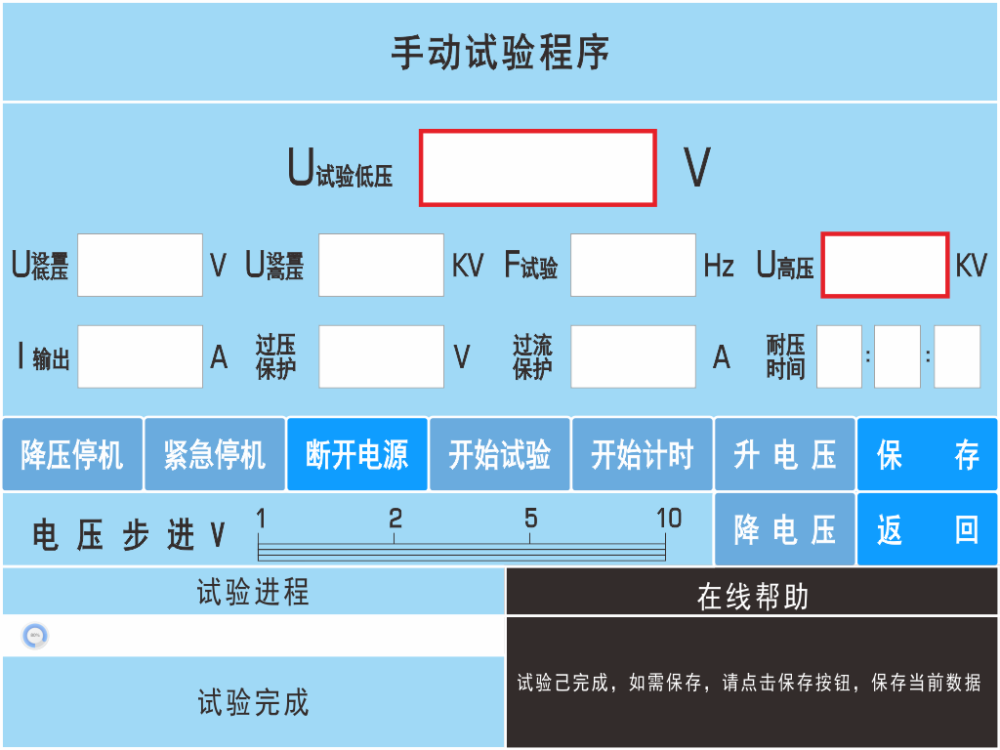 手动试验程序
U试验低压 V
U设置低压 V U设置高压 KV F试验 Hz U高压 KV
I 输出 A 过压保护 V 过流保护 A 耐压时间 : :
降压停机 紧急停机 断开电源 开始试验 开始计时 升电压 保存
电压步进V 1 2 5 10 降电压 返回
试验进程 在线帮助
80%
试验完成 试验己完成，如需保存，请点击保存按钮，保存当前数据